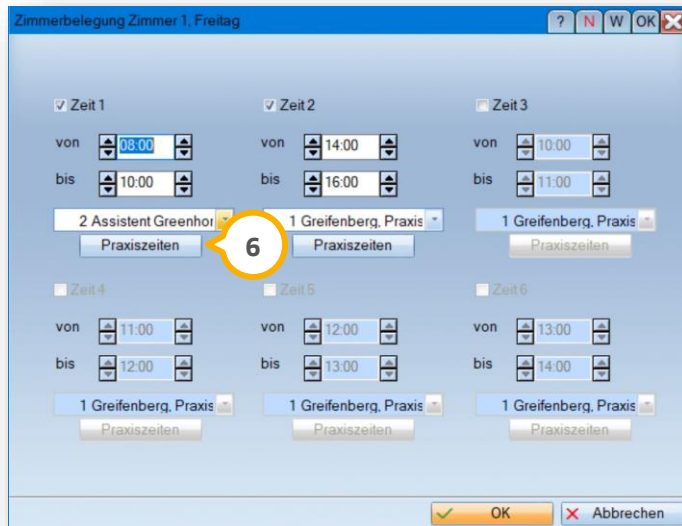 Zimmerbelegung Zimmer 1, Freitag
? N W OK
Zeit 1 Zeit 2 Zeit 3
von 08:00 von 14:00 von 10:00
bis 10:00 bis 16:00 bis 11:00
2 Assistent Greenhor 1 Greifenberg, Praxis 1 Greifenberg, Praxis
Praxiszeiten 6 Praxiszeiten Praxiszeiten
Zeit 4 Zeit 5 Zeit 6
von 11:00 von 12:00 von 13:00
bis 12:00 bis 13:00 bis 14:00
1 Greifenberg, Praxis 1 Greifenberg, Praxis 1 Greifenberg, Praxis
Praxiszeiten Praxiszeiten Praxiszeiten
OK Abbrechen